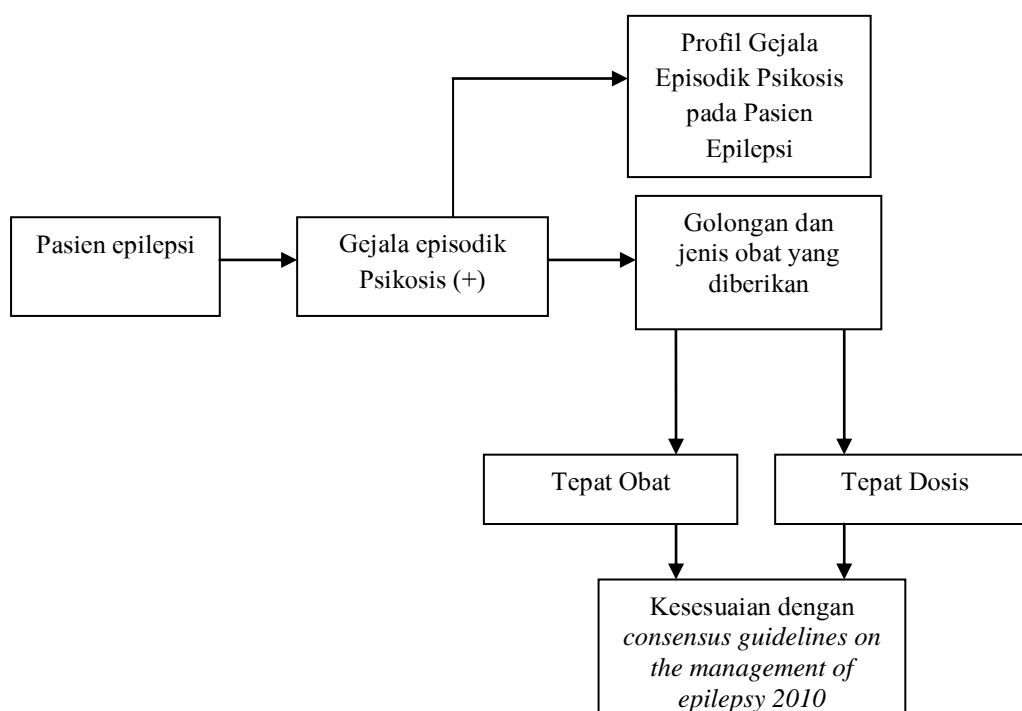 Profil Gejala
Episodik Psikosis
pada Pasien
Epilepsi
Pasien epilepsi
Gejala episodik
Psikosis (+)
Golongan dan
jenis obat yang
diberikan
Tepat Obat
Tepat Dosis
Kesesuaian dengan
consensus guidelines on
the management of
epilepsy 2010